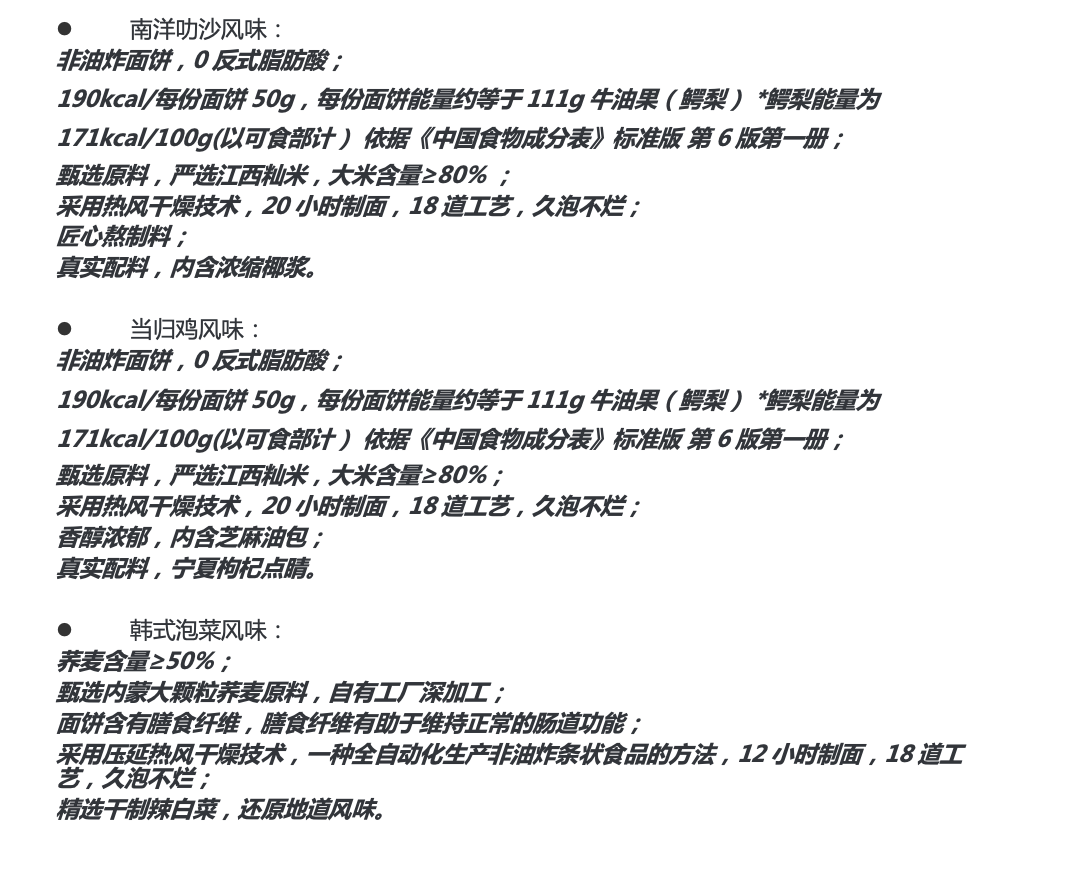 ● 南洋叻沙风味：
非油炸面饼，0 反式脂肪酸；
190kcal/每份面饼 50g，每份面饼能量约等于 111g 牛油果（鳄梨） *鳄梨能量为
171kcal/100g(以可食部计） 依据《中国食物成分表》标准版 第 6 版第一册；
甄选原料，严选江西籼米，大米含量≥80% ；
采用热风干燥技术，20 小时制面，18 道工艺，久泡不烂；
匠心熬制料；
真实配料，内含浓缩椰浆。
● 当归鸡风味：
非油炸面饼，0 反式脂肪酸；
190kcal/每份面饼 50g，每份面饼能量约等于 111g 牛油果（鳄梨） *鳄梨能量为
171kcal/100g(以可食部计） 依据《中国食物成分表》标准版 第 6 版第一册；
甄选原料，严选江西籼米，大米含量≥80%；
采用热风干燥技术，20 小时制面，18 道工艺，久泡不烂；
香醇浓郁，内含芝麻油包；
真实配料，宁夏枸杞点睛。
● 韩式泡菜风味：
荞麦含量≥50%；
甄选内蒙大颗粒荞麦原料，自有工厂深加工；
面饼含有膳食纤维，膳食纤维有助于维持正常的肠道功能；
采用压延热风干燥技术，一种全自动化生产非油炸条状食品的方法，12 小时制面，18 道工
艺，久泡不烂；
精选干制辣白菜，还原地道风味。